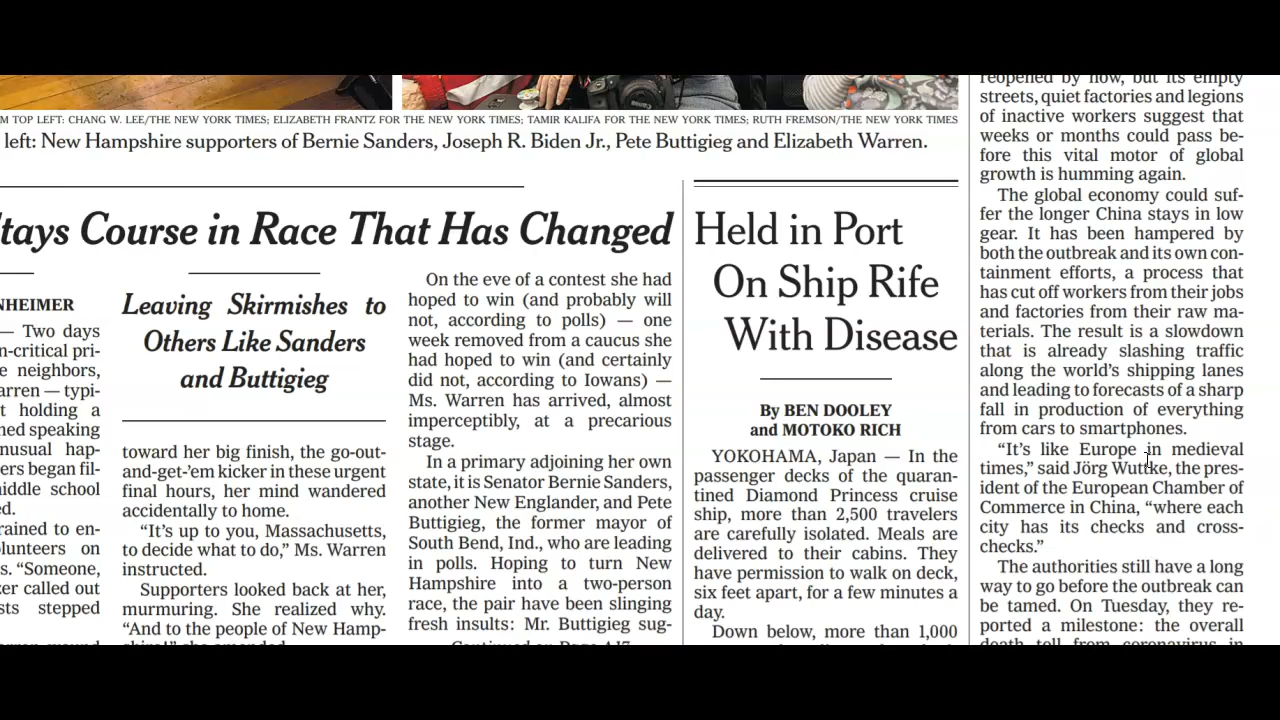 M TOP LEFT: CHANG W. LEE/THE NEW YORK TIMES; ELIZABETH FRANTZ FOR THE NEW YORK TIMES; TAMIR KALIFA FOR THE NEW YORK TIMES; RUTH FREMSON/THE NEW YORK TIMES
left: New Hampshire supporters of Bernie Sanders, Joseph R. Biden Jr., Pete Buttigieg and Elizabeth Warren.
tays Course in Race That Has Changed
NHEIMER
— Two days
n-critical pri-
e neighbors,
arren — typi-
t holding a
ned speaking
nusual hap-
ers began fil-
niddle school
d.
rained to en-
olunteers on
s. “Someone,
zer called out
sts stepped
Leaving Skirmishes to
Others Like Sanders
and Buttigieg
toward her big finish, the go-out-
and-get-’em kicker in these urgent
final hours, her mind wandered
accidentally to home.
“It’s up to you, Massachusetts,
to decide what to do,” Ms. Warren
instructed.
Supporters looked back at her,
murmuring. She realized why.
“And to the people of New Hamp-
shire!” she amended.
On the eve of a contest she had
hoped to win (and probably will
not, according to polls) — one
week removed from a caucus she
had hoped to win (and certainly
did not, according to Iowans) —
Ms. Warren has arrived, almost
imperceptibly, at a precarious
stage.
In a primary adjoining her own
state, it is Senator Bernie Sanders,
another New Englander, and Pete
Buttigieg, the former mayor of
South Bend, Ind., who are leading
in polls. Hoping to turn New
Hampshire into a two-person
race, the pair have been slinging
fresh insults: Mr. Buttigieg sug-
Continued on Page A17
Held in Port
On Ship Rife
With Disease
By BEN DOOLEY
and MOTOKO RICH
YOKOHAMA, Japan — In the
passenger decks of the quaran-
tined Diamond Princess cruise
ship, more than 2,500 travelers
are carefully isolated. Meals are
delivered to their cabins. They
have permission to walk on deck,
six feet apart, for a few minutes a
day.
Down below, more than 1,000
reopened by now, but its empty
streets, quiet factories and legions
of inactive workers suggest that
weeks or months could pass be-
fore this vital motor of global
growth is humming again.
The global economy could suf-
fer the longer China stays in low
gear. It has been hampered by
both the outbreak and its own con-
tainment efforts, a process that
has cut off workers from their jobs
and factories from their raw ma-
terials. The result is a slowdown
that is already slashing traffic
along the world’s shipping lanes
and leading to forecasts of a sharp
fall in production of everything
from cars to smartphones.
“It’s like Europe in medieval
times,” said Jörg Wuttke, the pres-
ident of the European Chamber of
Commerce in China, “where each
city has its checks and cross-
checks.”
The authorities still have a long
way to go before the outbreak can
be tamed. On Tuesday, they re-
ported a milestone: the overall
death toll from coronavirus in